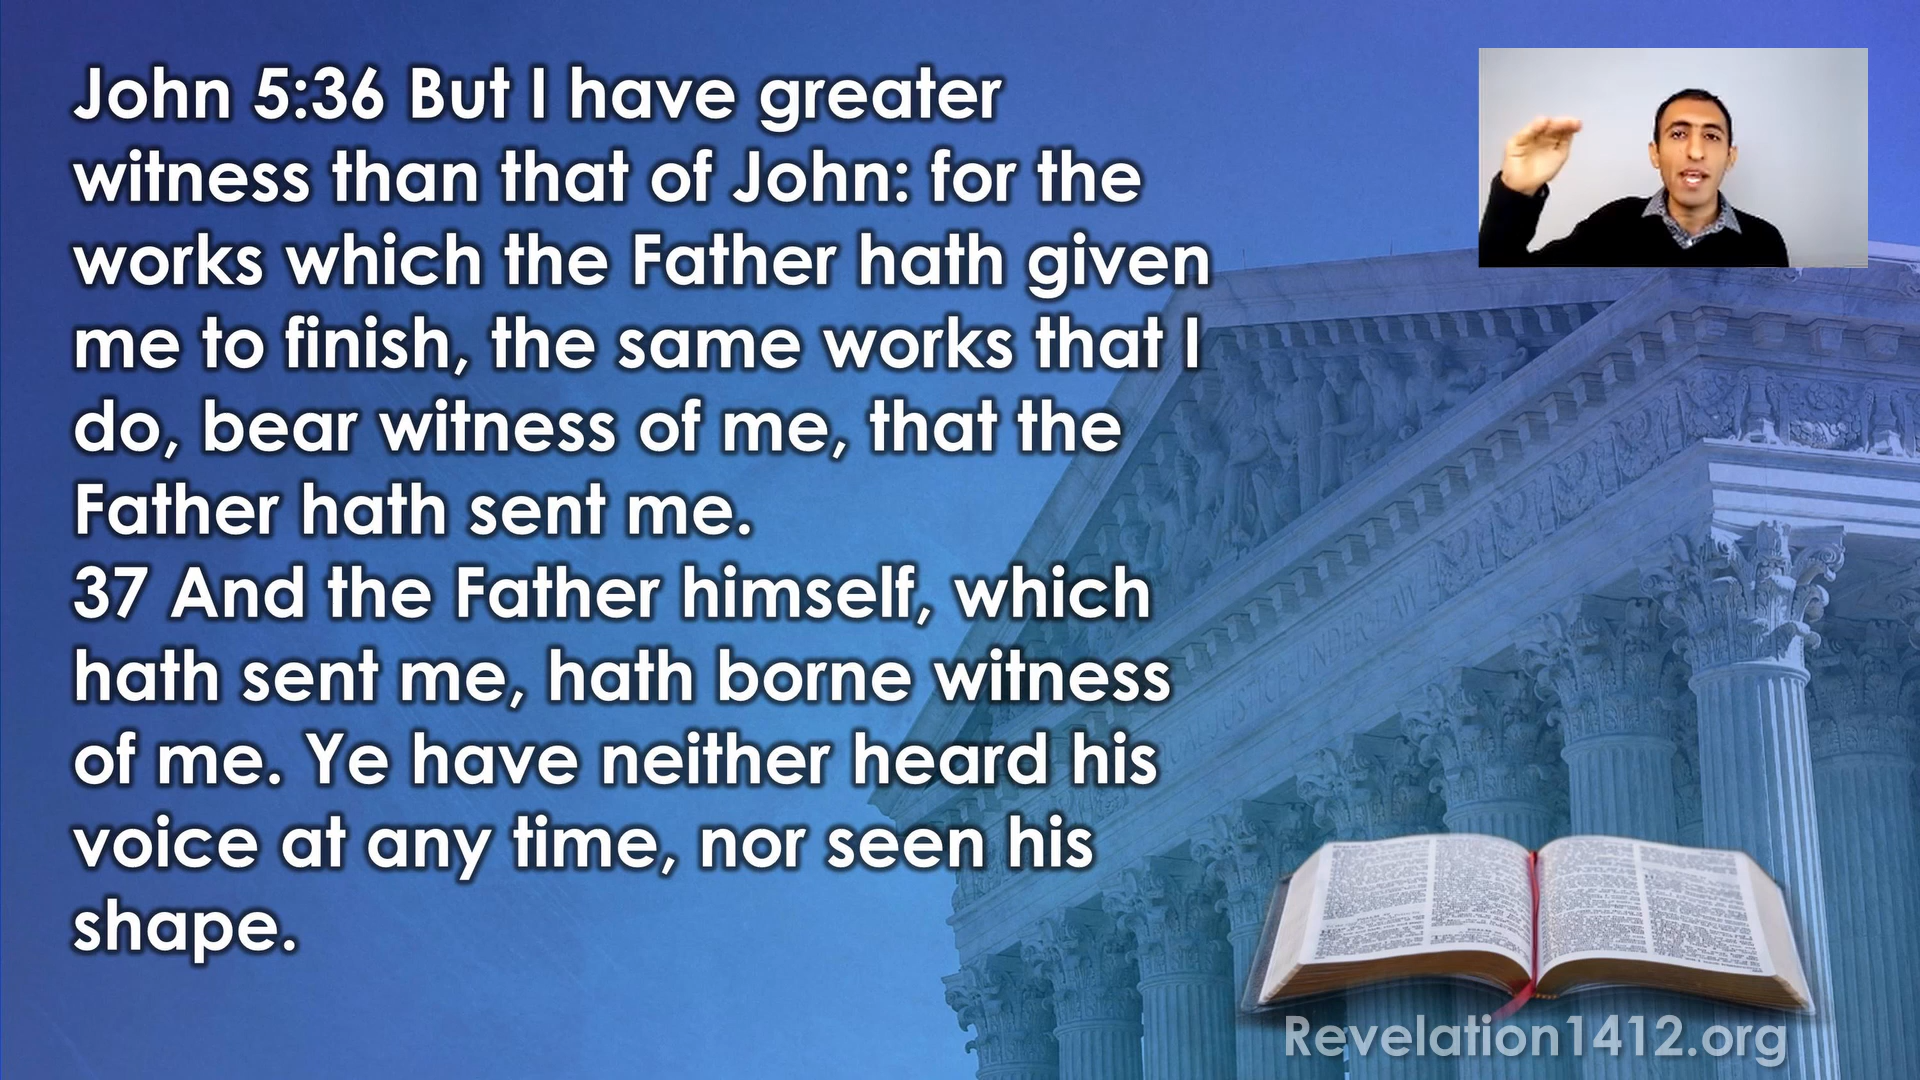 John 5:36 But I have greater
witness than that of John: for the
works which the Father hath given
me to finish, the same works that I
do, bear witness of me, that the
Father hath sent me.
37 And the Father himself, which
hath sent me, hath borne witness
of me. Ye have neither heard his
voice at any time, nor seen his
shape.
JUSTICE UNDER LAW
Revelation1412.org